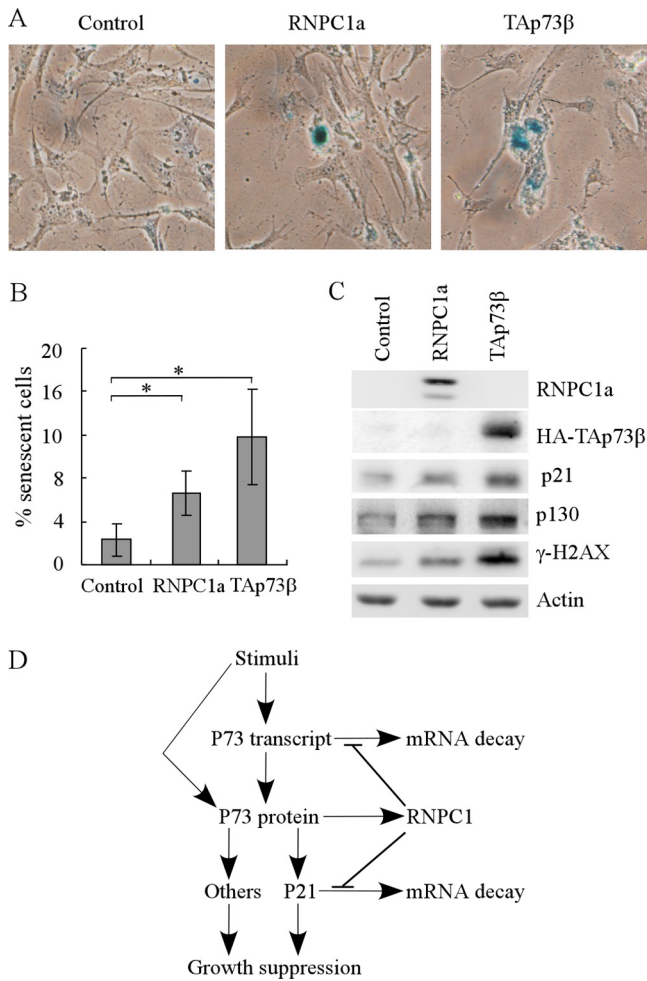 A
Control RNPC1a TAp73β
B
% senescent cells
20
16
10
8
4
0
*
*
Control RNPC1a TAp73β
C
Control RNPC1a TAp73β
RNPC1a
HA-TAp73β
p21
p130
γ-H2AX
Actin
D
Stimuli
P73 transcript mRNA decay
P73 protein RNPC1
Others P21 mRNA decay
Growth suppression